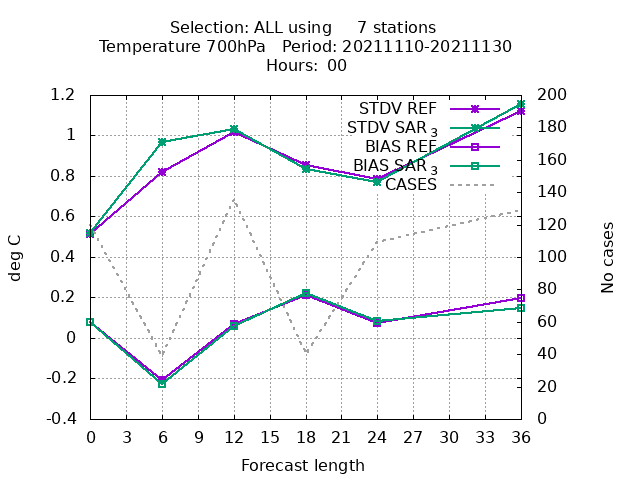 Selection: ALL using     7 stations
Temperature 700hPa   Period: 20211110-20211130
Hours: 00
STDV REF
STDV SAR 3
BIAS REF
BIAS SAR 3
CASES
1.2
1
0.8
0.6
0.4
0.2
0
-0.2
-0.4
deg C
200
180
160
140
120
100
80
60
40
20
0
No cases
0 3 6 9 12 15 18 21 24 27 30 33 36
Forecast length